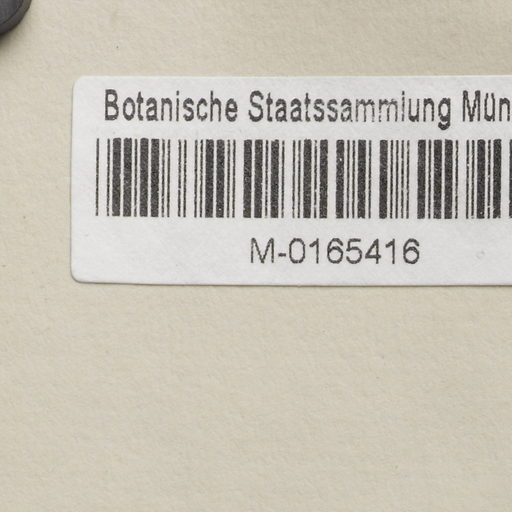 Botanische Staatssammlung Mün
M-0165416